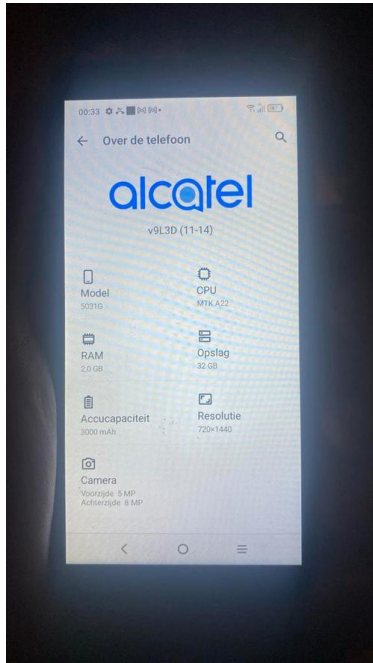 00:33
Over de telefoon
alcatel
v9L3D (11-14)
Model
5031G
CPU
MTK A22
RAM
2,0 GB
Opslag
32 GB
Accucapaciteit
3000 mAh
Resolutie
720×1440
Camera
Voorzijde 5 MP
Achterzijde 8 MP